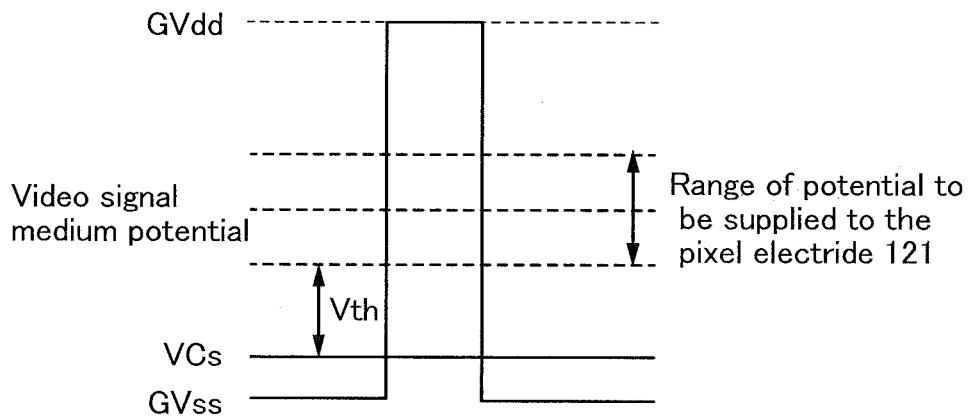 GVdd
Video signal
medium potential
Range of potential to
be supplied to the
pixel electride 121
Vth
VCs
GVss